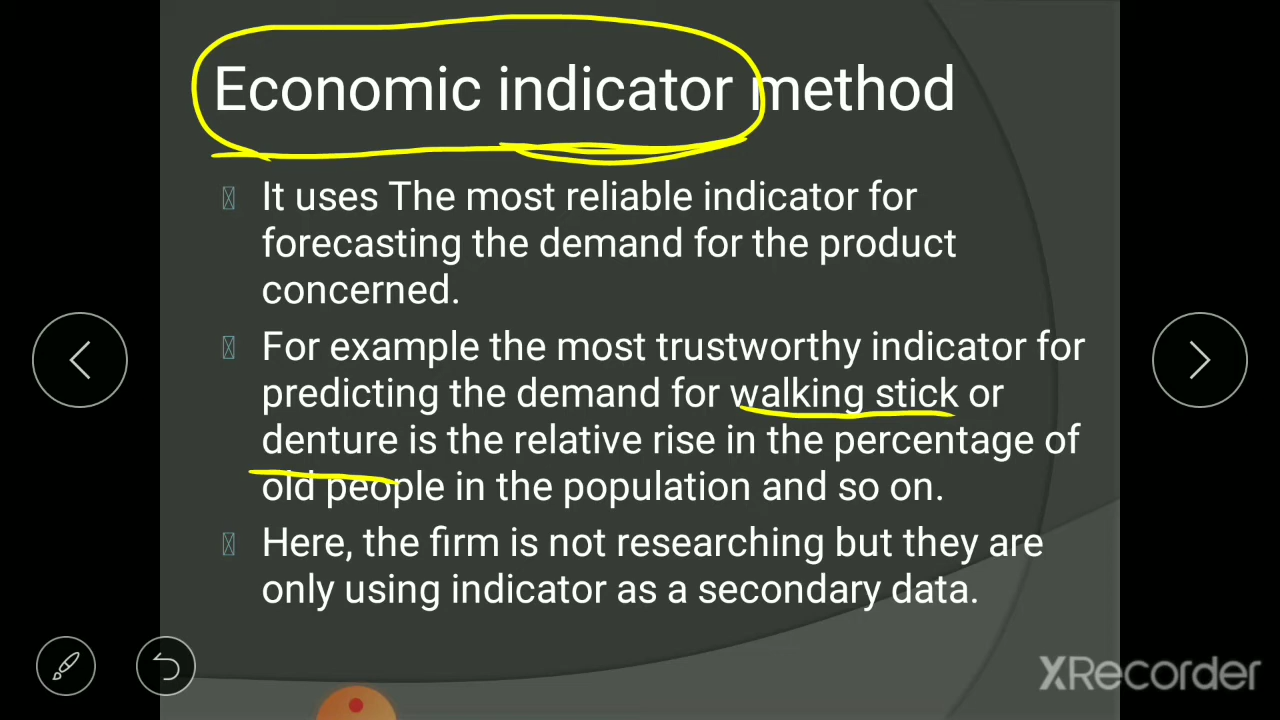 Economic indicator method
It uses The most reliable indicator for
forecasting the demand for the product
concerned.
For example the most trustworthy indicator for
predicting the demand for walking stick or
denture is the relative rise in the percentage of
old people in the population and so on.
Here, the firm is not researching but they are
only using indicator as a secondary data.
XRecorder